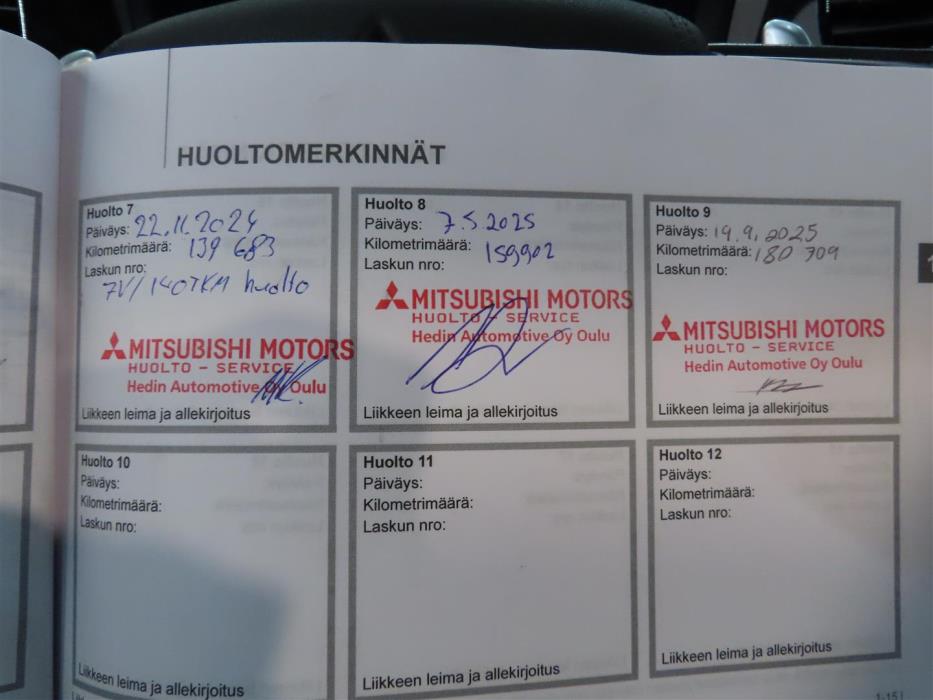 HUOLTOMERKINNÄT
Huolto 7
Päiväys: 22.11.2024
Kilometrimäärä: 139 683
Laskun nro:
7V/140TKM huolto
MITSUBISHI MOTORS
HUOLTO - SERVICE
Hedin Automotive Oy Oulu
Liikkeen leima ja allekirjoitus
Huolto 8
Päiväys: 7.5.2025
Kilometrimäärä: 159902
Laskun nro:
MITSUBISHI MOTORS
HUOLTO - SERVICE
Hedin Automotive Oy Oulu
Liikkeen leima ja allekirjoitus
Huolto 9
Päiväys: 19.9.2025
Kilometrimäärä: 180 709
Laskun nro:
MITSUBISHI MOTORS
HUOLTO - SERVICE
Hedin Automotive Oy Oulu
Liikkeen leima ja allekirjoitus
Huolto 10
Päiväys:
Kilometrimäärä:
Laskun nro:
Liikkeen leima ja allekirjoitus
Huolto 11
Päiväys:
Kilometrimäärä:
Laskun nro:
Liikkeen leima ja allekirjoitus
Huolto 12
Päiväys:
Kilometrimäärä:
Laskun nro:
Liikkeen leima ja allekirjoitus
1-15